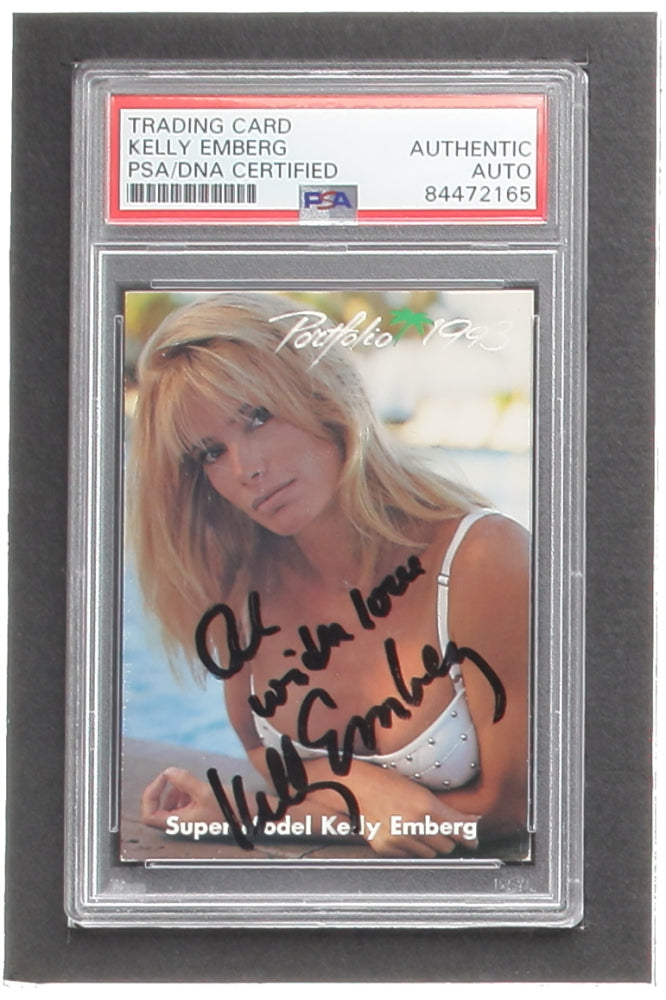 TRADING CARD
KELLY EMBERG
PSA/DNA CERTIFIED
AUTHENTIC
AUTO
84472165
PSA
Portfolio 1993
with love
Kelly Emberg
Super Model Kelly Emberg